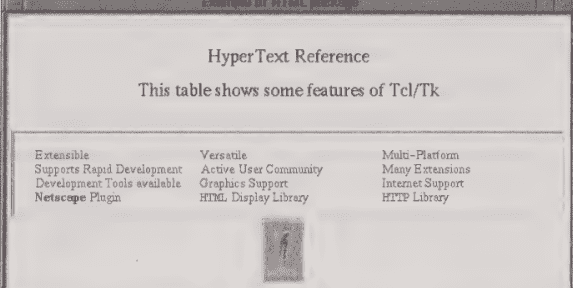 HyperText Reference
This table shows some features of Tcl/Tk
Extensible Versatile Multi-Platform
Supports Rapid Development Active User Community Many Extensions
Development Tools available Graphics Support Internet Support
Netscape Plugin HTML Display Library HTTP Library